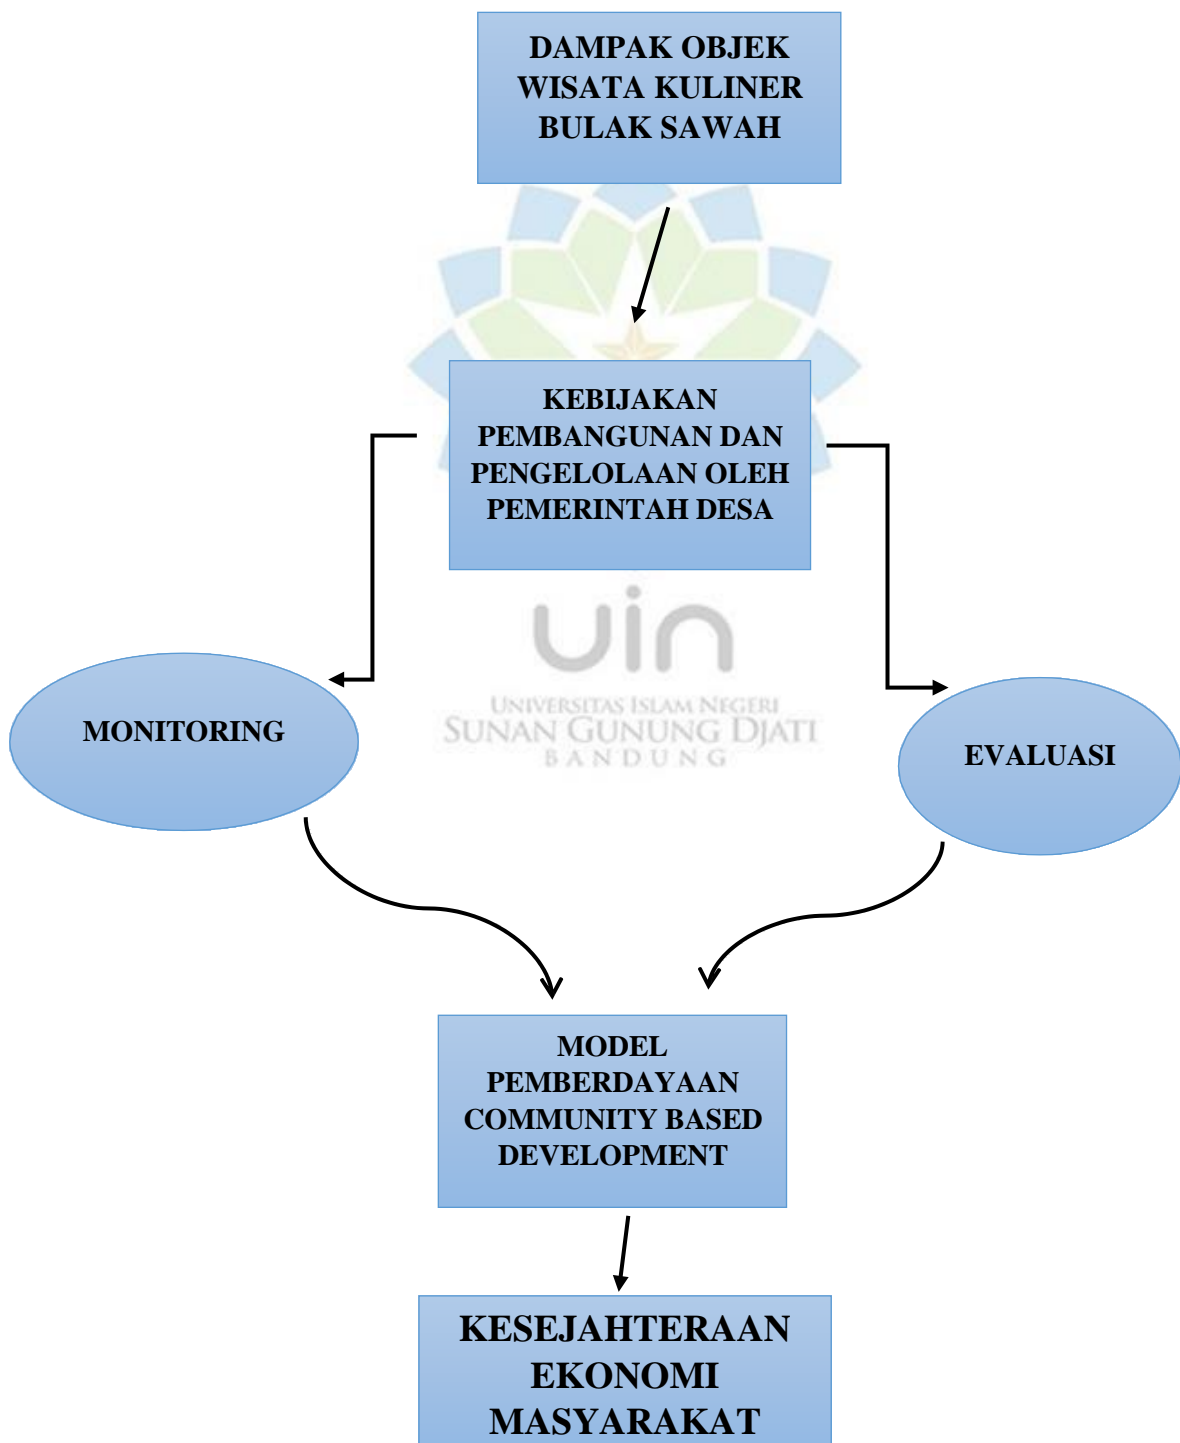 DAMPAK OBJEK
WISATA KULINER
BULAK SAWAH
KEBIJAKAN
PEMBANGUNAN DAN
PENGELOLAAN OLEH
PEMERINTAH DESA
uin
UNIVERSITAS ISLAM NEGERI
SUNAN GUNUNG DJATI
BANDUNG
MONITORING
EVALUASI
MODEL
PEMBERDAYAAN
COMMUNITY BASED
DEVELOPMENT
KESEJAHTERAAN
EKONOMI
MASYARAKAT